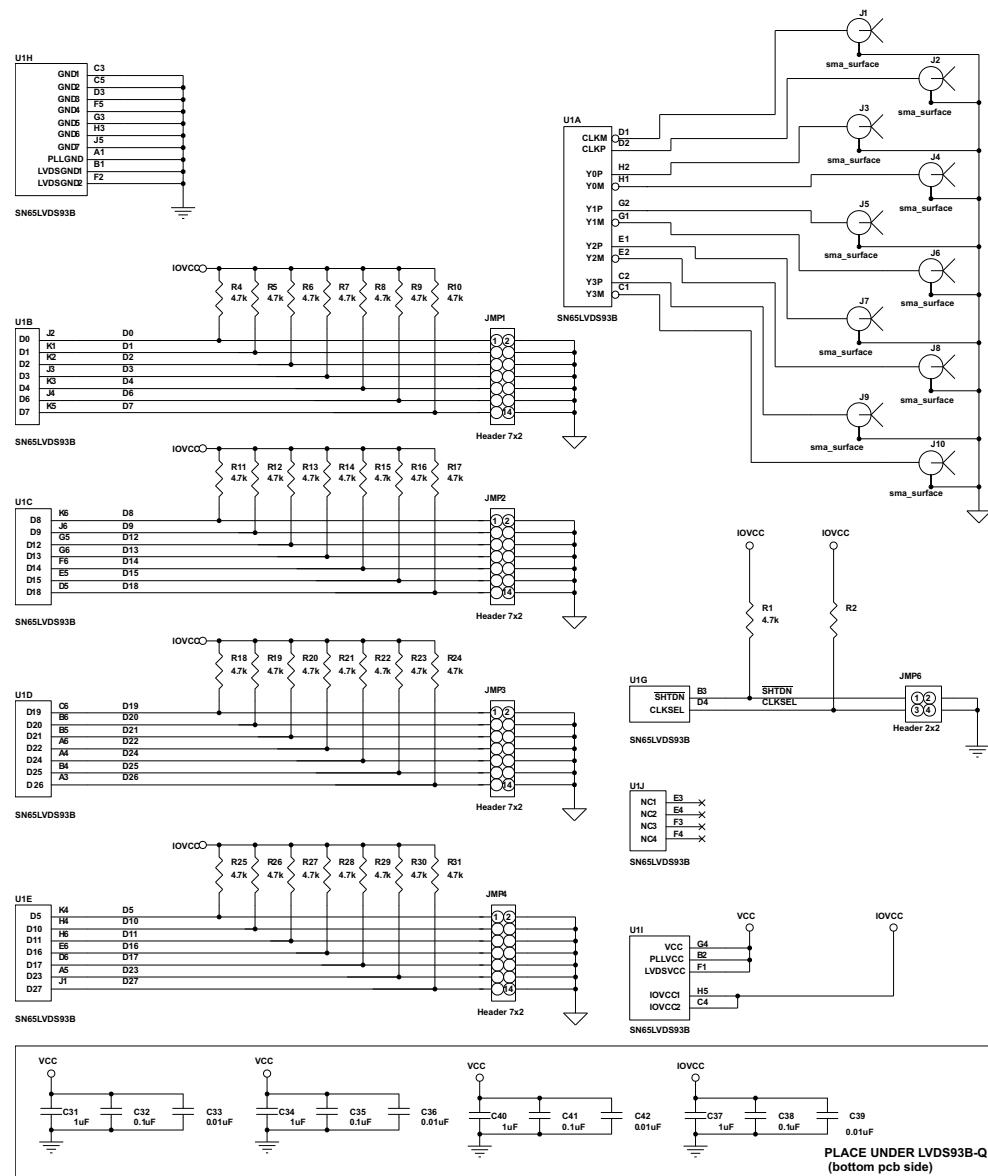 U1H
GND1 C3
GND2 C5
GND3 D3
GND4 F5
GND5 G3
GND6 H3
GND7 J5
PLLGND A1
LVDSGND1 B1
LVDSGND2 F2
SN65LVDS93B
U1A
CLKM D1
CLKP D2
Y0P H2
Y0M H1
Y1P G2
Y1M G1
Y2P E1
Y2M E2
Y3P C2
Y3M C1
SN65LVDS93B
J1
sma_surface
J2
sma_surface
J3
sma_surface
J4
sma_surface
J5
sma_surface
J6
sma_surface
J7
sma_surface
J8
sma_surface
J9
sma_surface
J10
sma_surface
IOVCC
R4 R5 R6 R7 R8 R9 R10
4.7k 4.7k 4.7k 4.7k 4.7k 4.7k 4.7k
U1B
D0 J2 D0
D1 K1 D1
D2 K2 D2
D3 J3 D3
D4 K3 D4
D6 J4 D6
D7 K5 D7
SN65LVDS93B
JMP1
1 2
14
Header 7x2
IOVCC
R11 R12 R13 R14 R15 R16 R17
4.7k 4.7k 4.7k 4.7k 4.7k 4.7k 4.7k
U1C
D8 K6 D8
D9 J6 D9
D12 G5 D12
D13 G6 D13
D14 F6 D14
D15 E5 D15
D18 D5 D18
SN65LVDS93B
JMP2
1 2
14
Header 7x2
IOVCC
R18 R19 R20 R21 R22 R23 R24
4.7k 4.7k 4.7k 4.7k 4.7k 4.7k 4.7k
U1D
D19 C6 D19
D20 B6 D20
D21 B5 D21
D22 A6 D22
D24 A4 D24
D25 B4 D25
D26 A3 D26
SN65LVDS93B
JMP3
1 2
14
Header 7x2
IOVCC
R25 R26 R27 R28 R29 R30 R31
4.7k 4.7k 4.7k 4.7k 4.7k 4.7k 4.7k
U1E
D5 K4 D5
D10 H4 D10
D11 H6 D11
D16 E6 D16
D17 D6 D17
D23 A5 D23
D27 J1 D27
SN65LVDS93B
JMP4
1 2
14
Header 7x2
IOVCC IOVCC
R1 R2
4.7k
U1G
SHTDN B3 SHTDN
CLKSEL D4 CLKSEL
SN65LVDS93B
JMP6
1 2
3 4
Header 2x2
U1J
NC1 E3
NC2 E4
NC3 F3
NC4 F4
SN65LVDS93B
VCC IOVCC
U1I
VCC G4
PLLVCC B2
LVDSVCC F1
IOVCC1 H5
IOVCC2 C4
SN65LVDS93B
VCC
C31 C32 C33
1uF 0.1uF 0.01uF
VCC
C34 C35 C36
1uF 0.1uF 0.01uF
VCC
C40 C41 C42
1uF 0.1uF 0.01uF
IOVCC
C37 C38 C39
1uF 0.1uF 0.01uF
PLACE UNDER LVDS93B-Q
(bottom pcb side)